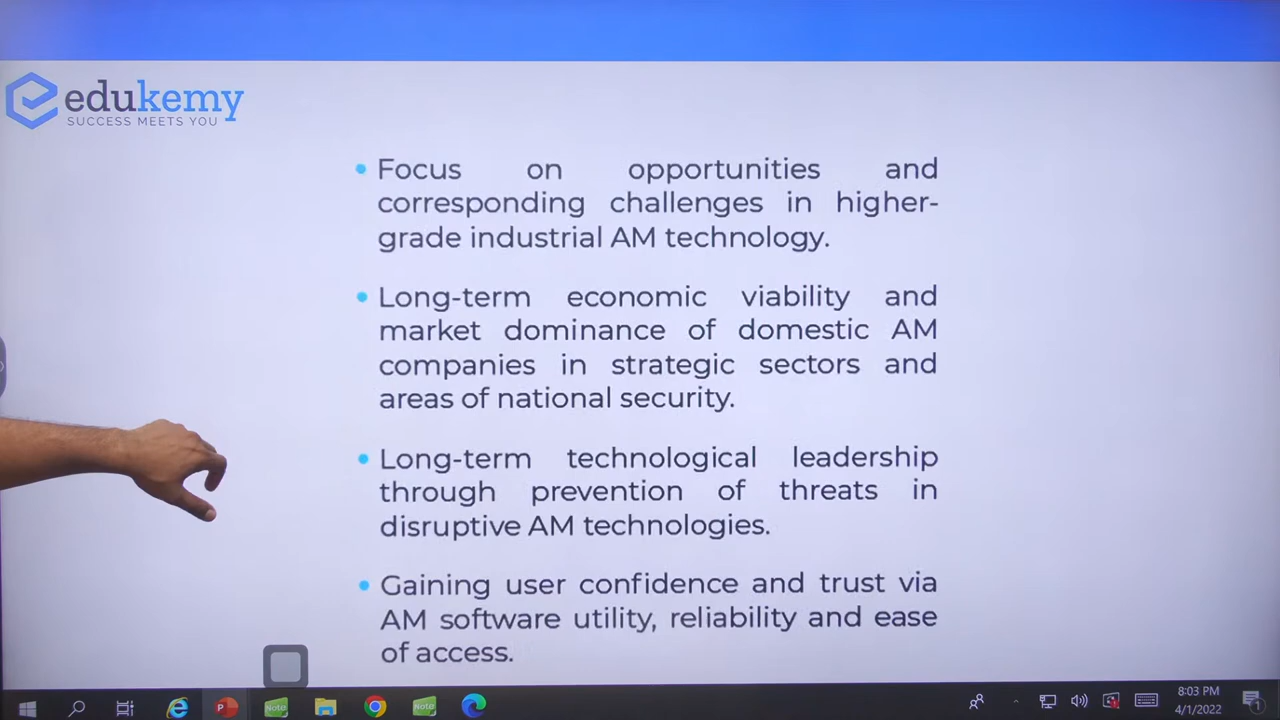 edukemy
SUCCESS MEETS YOU
• Focus on opportunities and
corresponding challenges in higher-
grade industrial AM technology.
• Long-term economic viability and
market dominance of domestic AM
companies in strategic sectors and
areas of national security.
• Long-term technological leadership
through prevention of threats in
disruptive AM technologies.
• Gaining user confidence and trust via
AM software utility, reliability and ease
of access.
Note
Note
8:03 PM
4/1/2022
1